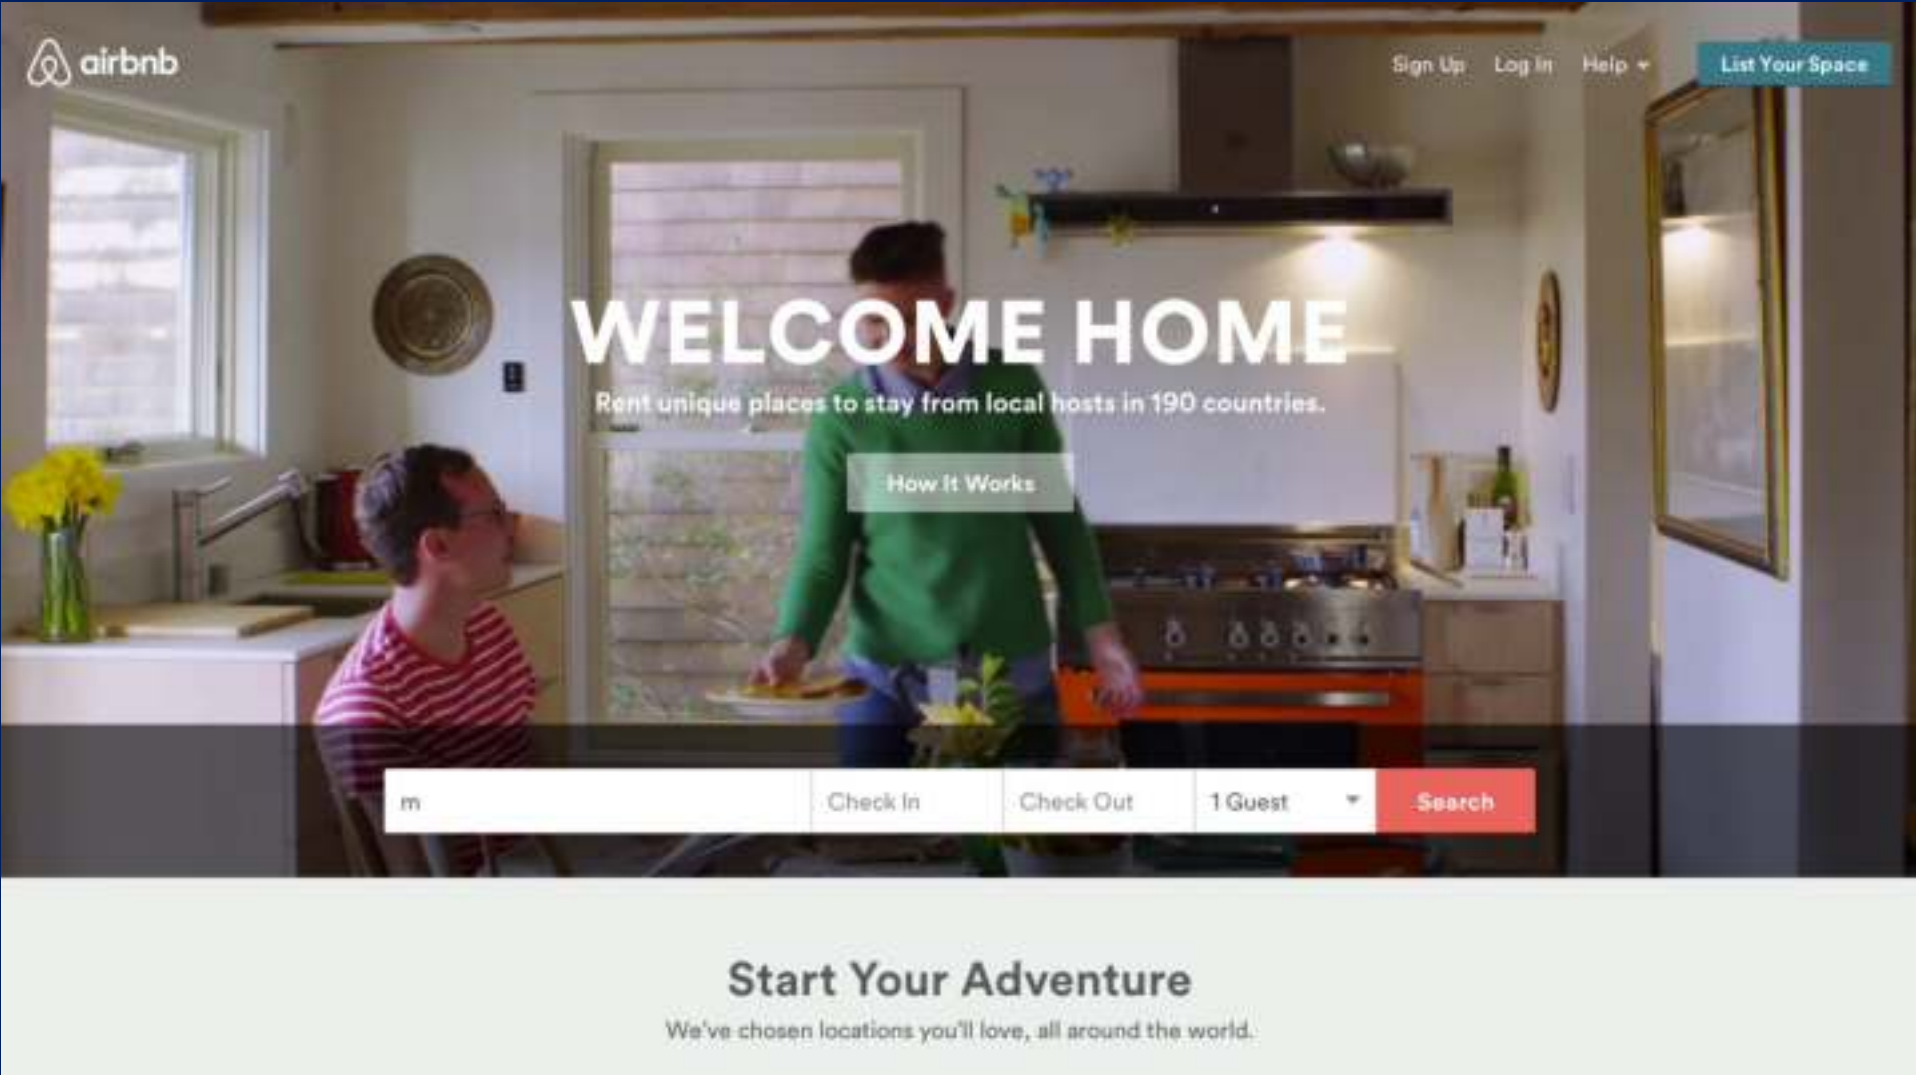 airbnb
Sign Up
Log In
Help
List Your Space
WELCOME HOME
Rent unique places to stay from local hosts in 190 countries.
How It Works
m
Check In
Check Out
1 Guest
Search
Start Your Adventure
We've chosen locations you'll love, all around the world.